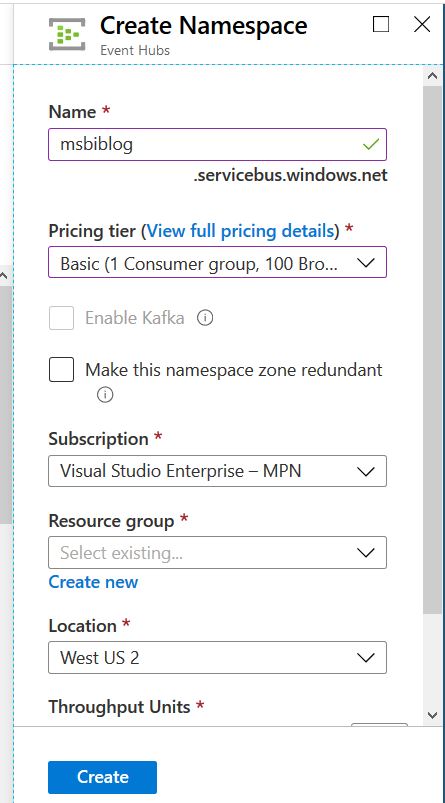 Create Namespace
Event Hubs
Name *
msbiblog
.servicebus.windows.net
Pricing tier (View full pricing details) *
Basic (1 Consumer group, 100 Bro...
Enable Kafka
Make this namespace zone redundant
Subscription *
Visual Studio Enterprise – MPN
Resource group *
Select existing...
Create new
Location *
West US 2
Throughput Units *
Create